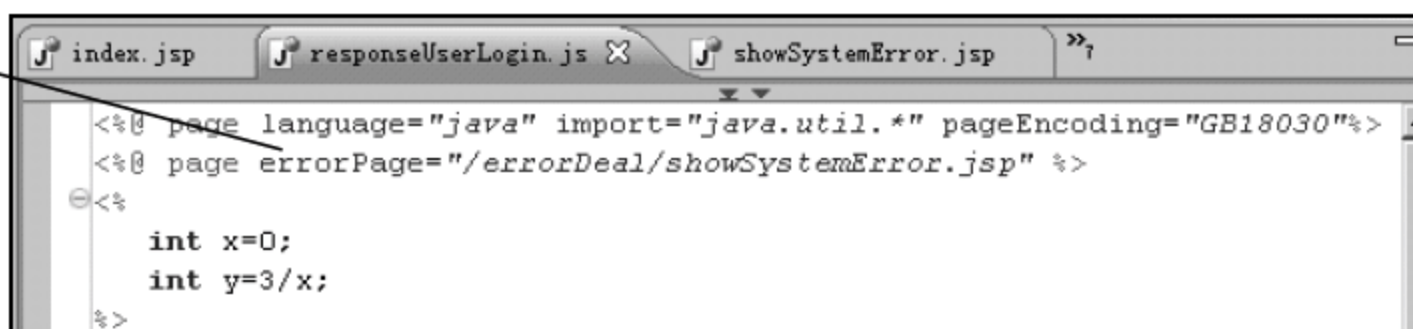 index.jsp responseUserLogin.js showSystemError.jsp »7
<%@ page language="java" import="java.util.*" pageEncoding="GB18030"%>
<%@ page errorPage="/errorDeal/showSystemError.jsp" %>
<%
int x=0;
int y=3/x;
%>